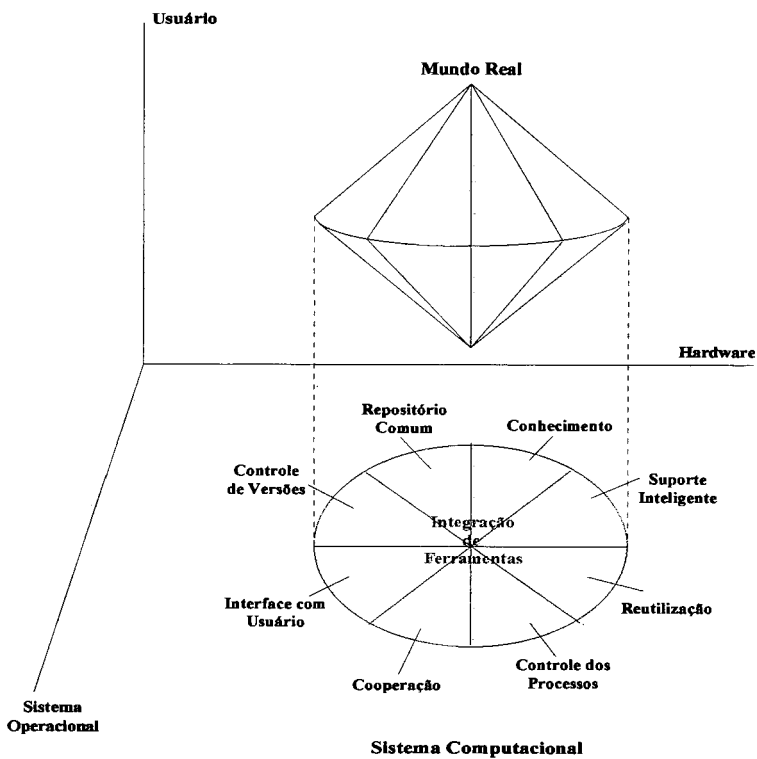 Usuário
Mundo Real
Hardware
Repositório
Comum
Conhecimento
Controle
de Versões
Suporte
Inteligente
Integração
de
Ferramentas
Interface com
Usuário
Reutilização
Cooperação
Controle dos
Processos
Sistema
Operacional
Sistema Computacional